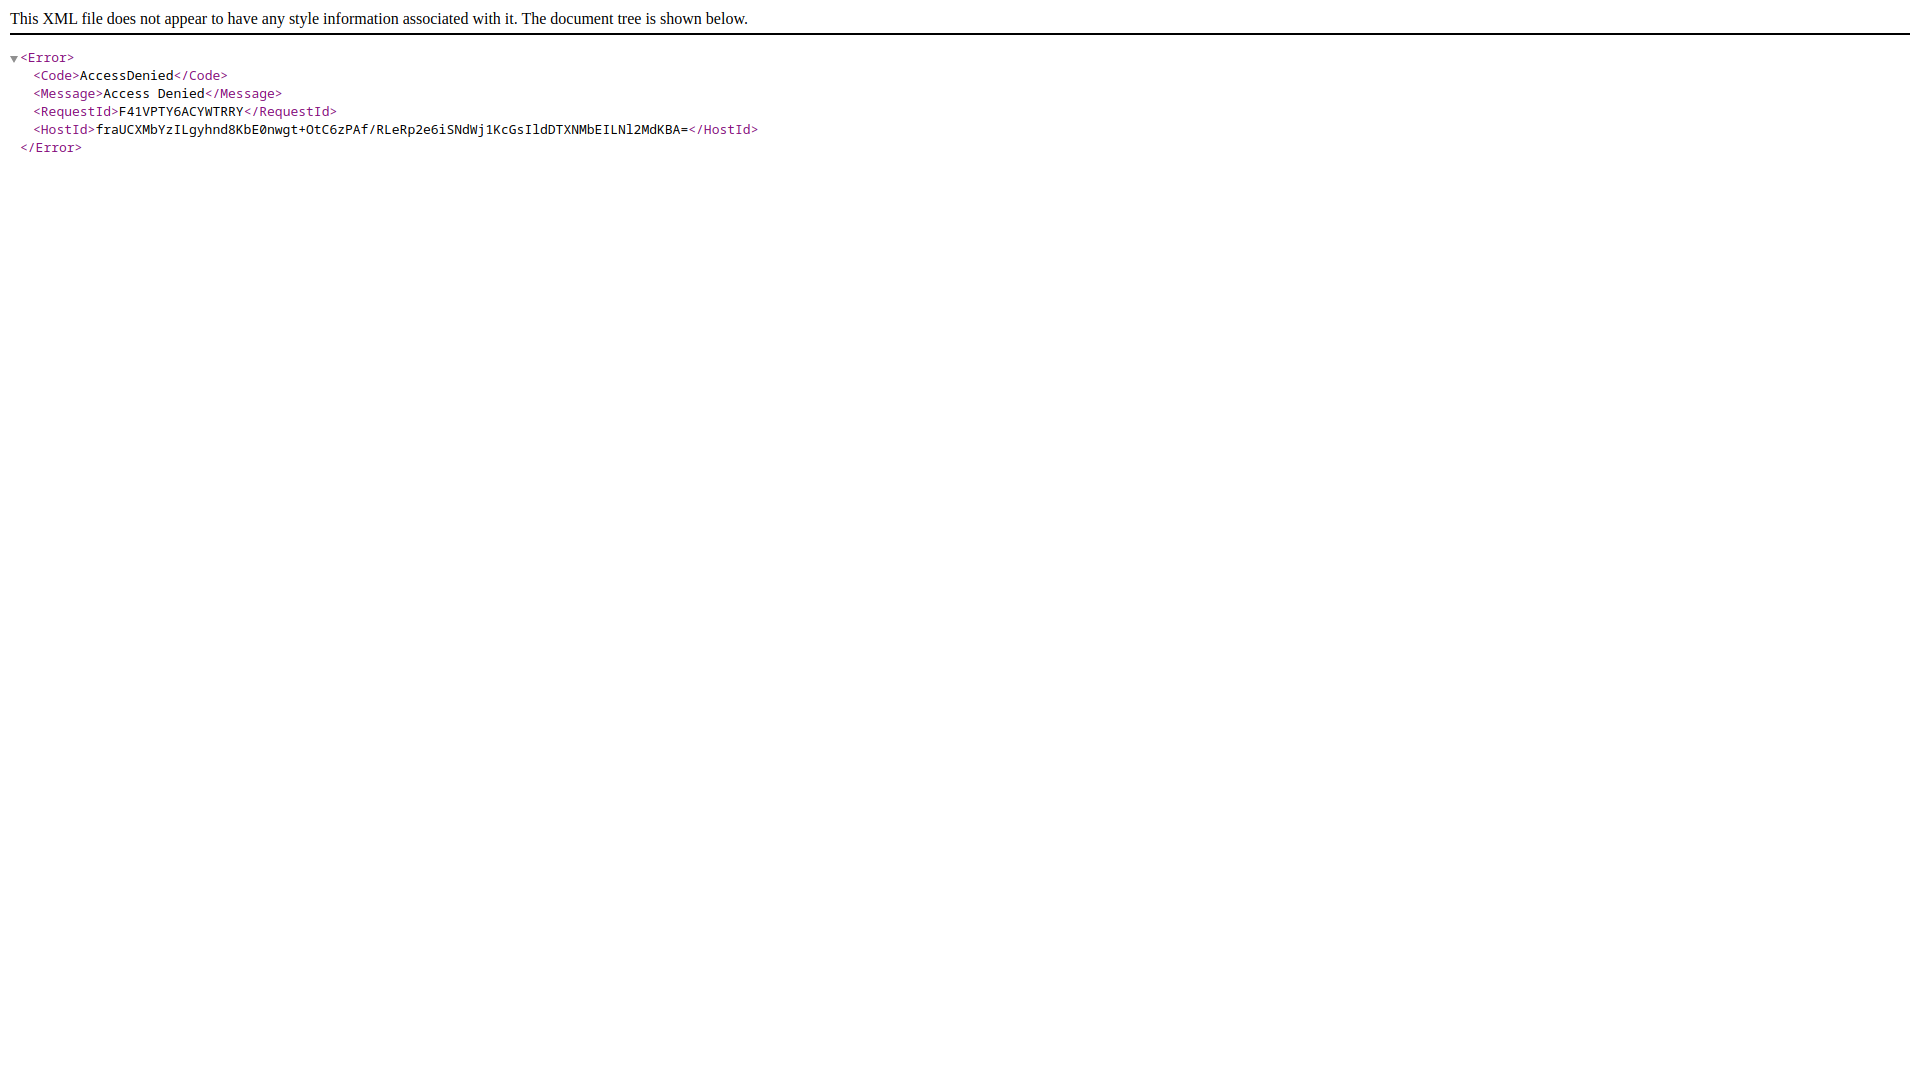 This XML file does not appear to have any style information associated with it. The document tree is shown below.
<Error>
<Code>AccessDenied</Code>
<Message>Access Denied</Message>
<RequestId>F41VPTY6ACYWTRRY</RequestId>
<HostId>fraUCXMbYzILgyhnd8KbE0nwgt+OtC6zPAf/RLeRp2e6iSNdWj1KcGsIldDTXNMbEILNl2MdKBA=</HostId>
</Error>